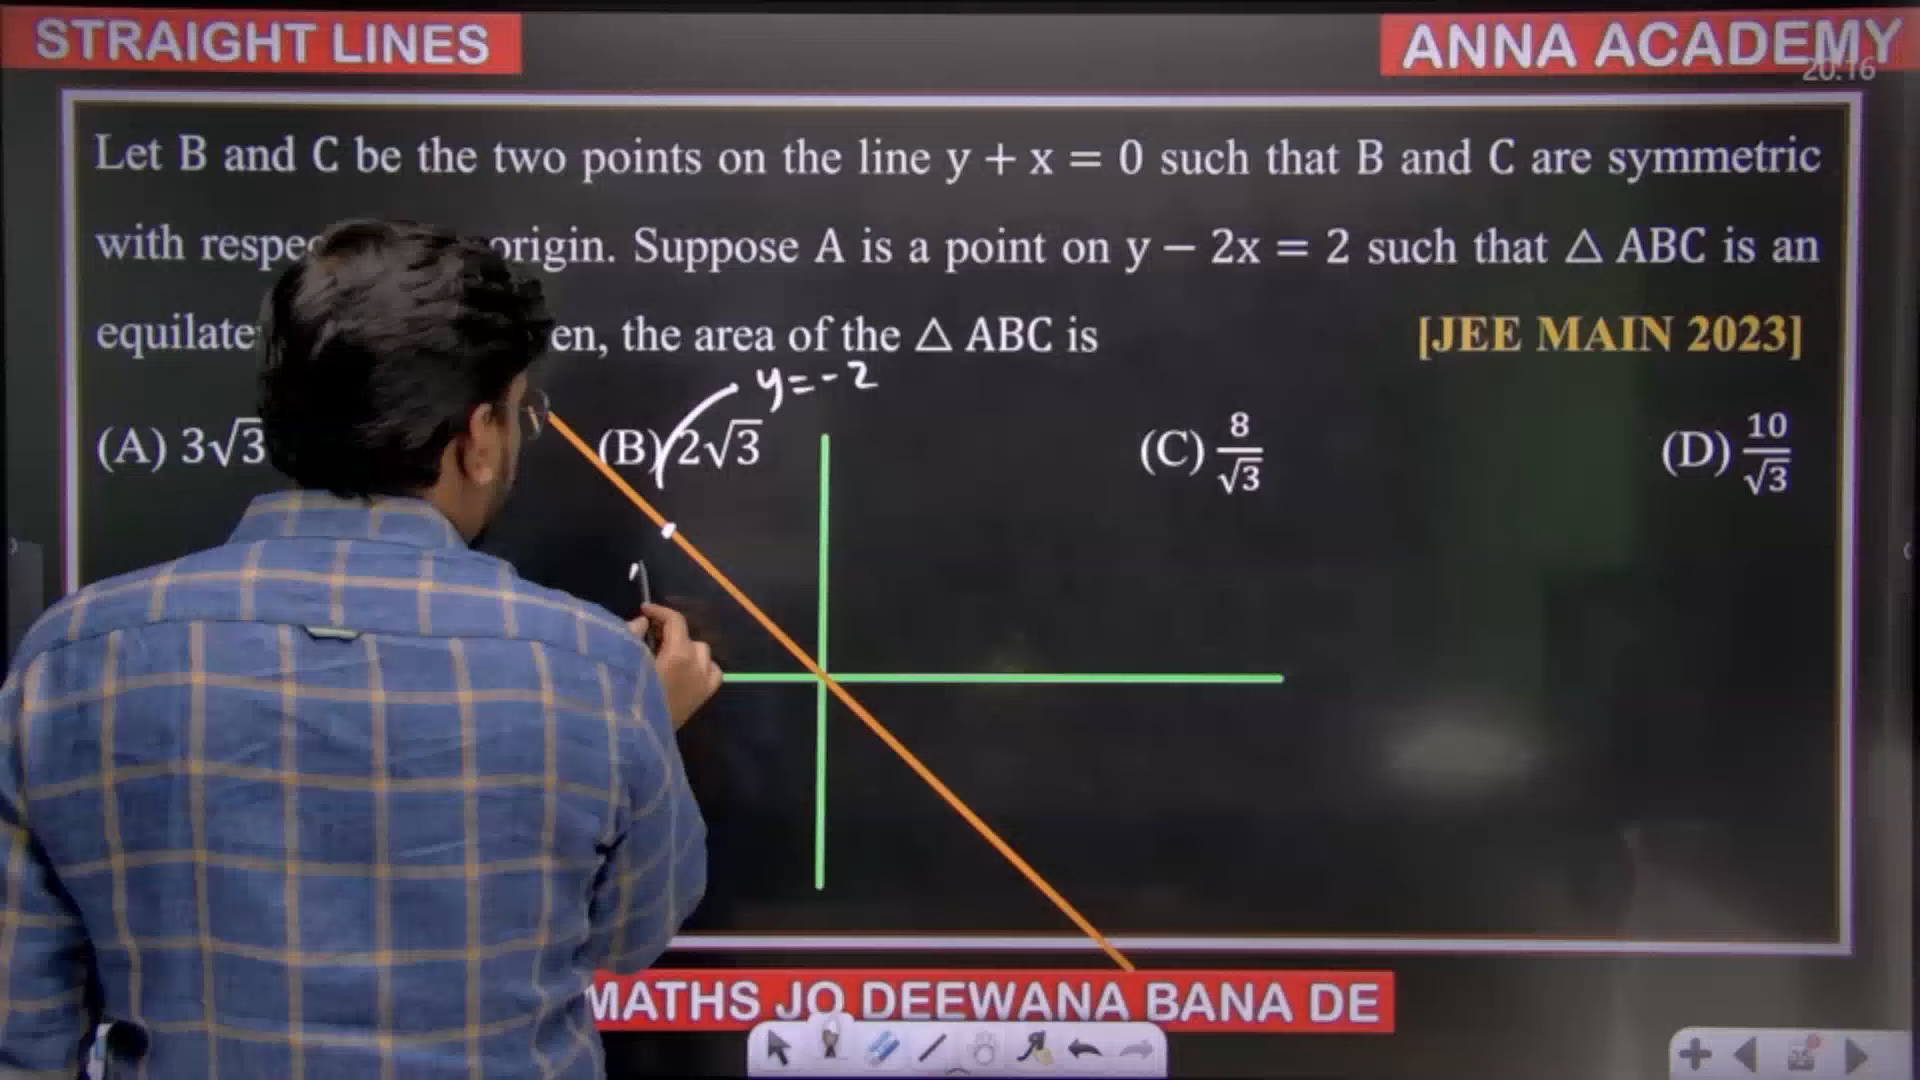 STRAIGHT LINES
ANNA ACADEMY
20:16
Let B and C be the two points on the line y + x = 0 such that B and C are symmetric
with respe origin. Suppose A is a point on y − 2x = 2 such that △ ABC is an
equilate en, the area of the △ ABC is [JEE MAIN 2023]
y=-2
(A) 3√3 (B) 2√3 (C) 8/√3 (D) 10/√3
MATHS JO DEEWANA BANA DE